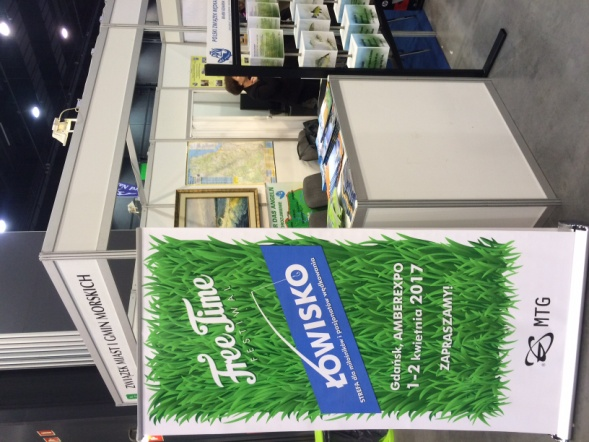 ZWIĄZEK MIAST I GMIN MORSKICH
Free Time
FESTIWAL
ŁOWISKO
STREFA dla miłośników i pasjonatów wędkowania
Gdańsk, AMBEREXPO
1-2 kwietnia 2017
ZAPRASZAMY!
MTG